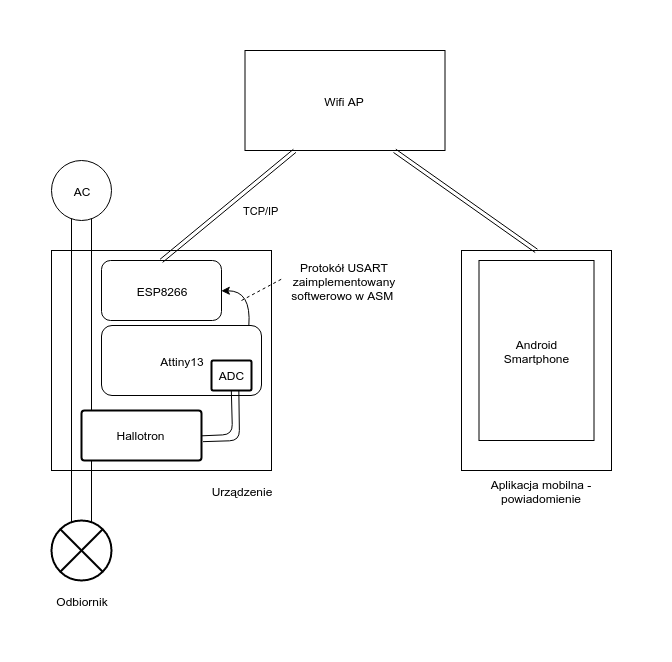 Wifi AP
AC
TCP/IP
ESP8266
Protokół USART
zaimplementowany
softwerowo w ASM
Attiny13
ADC
Hallotron
Urządzenie
Odbiornik
Android
Smartphone
Aplikacja mobilna -
powiadomienie